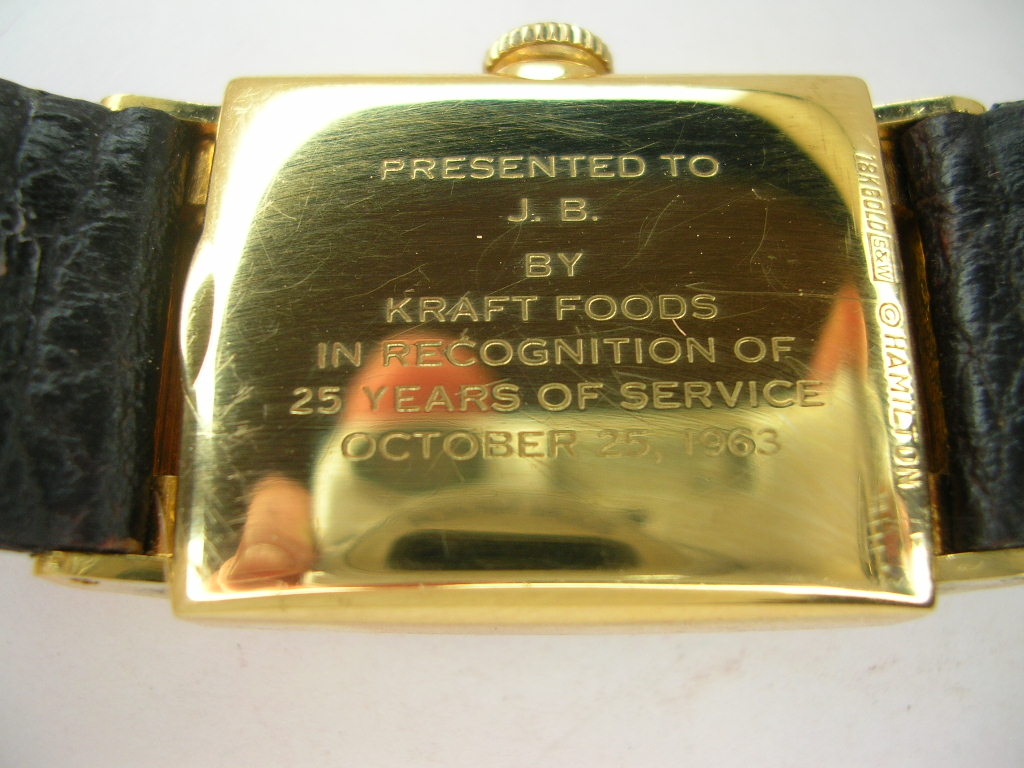 PRESENTED TO
J. B.
BY
KRAFT FOODS
IN RECOGNITION OF
25 YEARS OF SERVICE
OCTOBER 25, 1963
18K GOLD S&W © HAMILTON